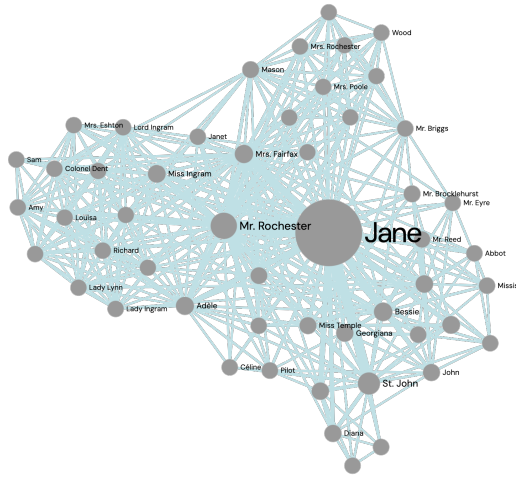 Wood
Mrs. Rochester
Mason
Mrs. Poole
Mrs. Eshton
Lord Ingram
Janet
Mr. Briggs
Mrs. Fairfax
Sam
Colonel Dent
Miss Ingram
Mr. Brocklehurst
Mr. Eyre
Amy
Louisa
Mr. Rochester
Jane
Mr. Reed
Richard
Abbot
Lady Lynn
Missis
Lady Ingram
Adèle
Bessie
Miss Temple
Georgiana
Céline
Pilot
John
St. John
Diana